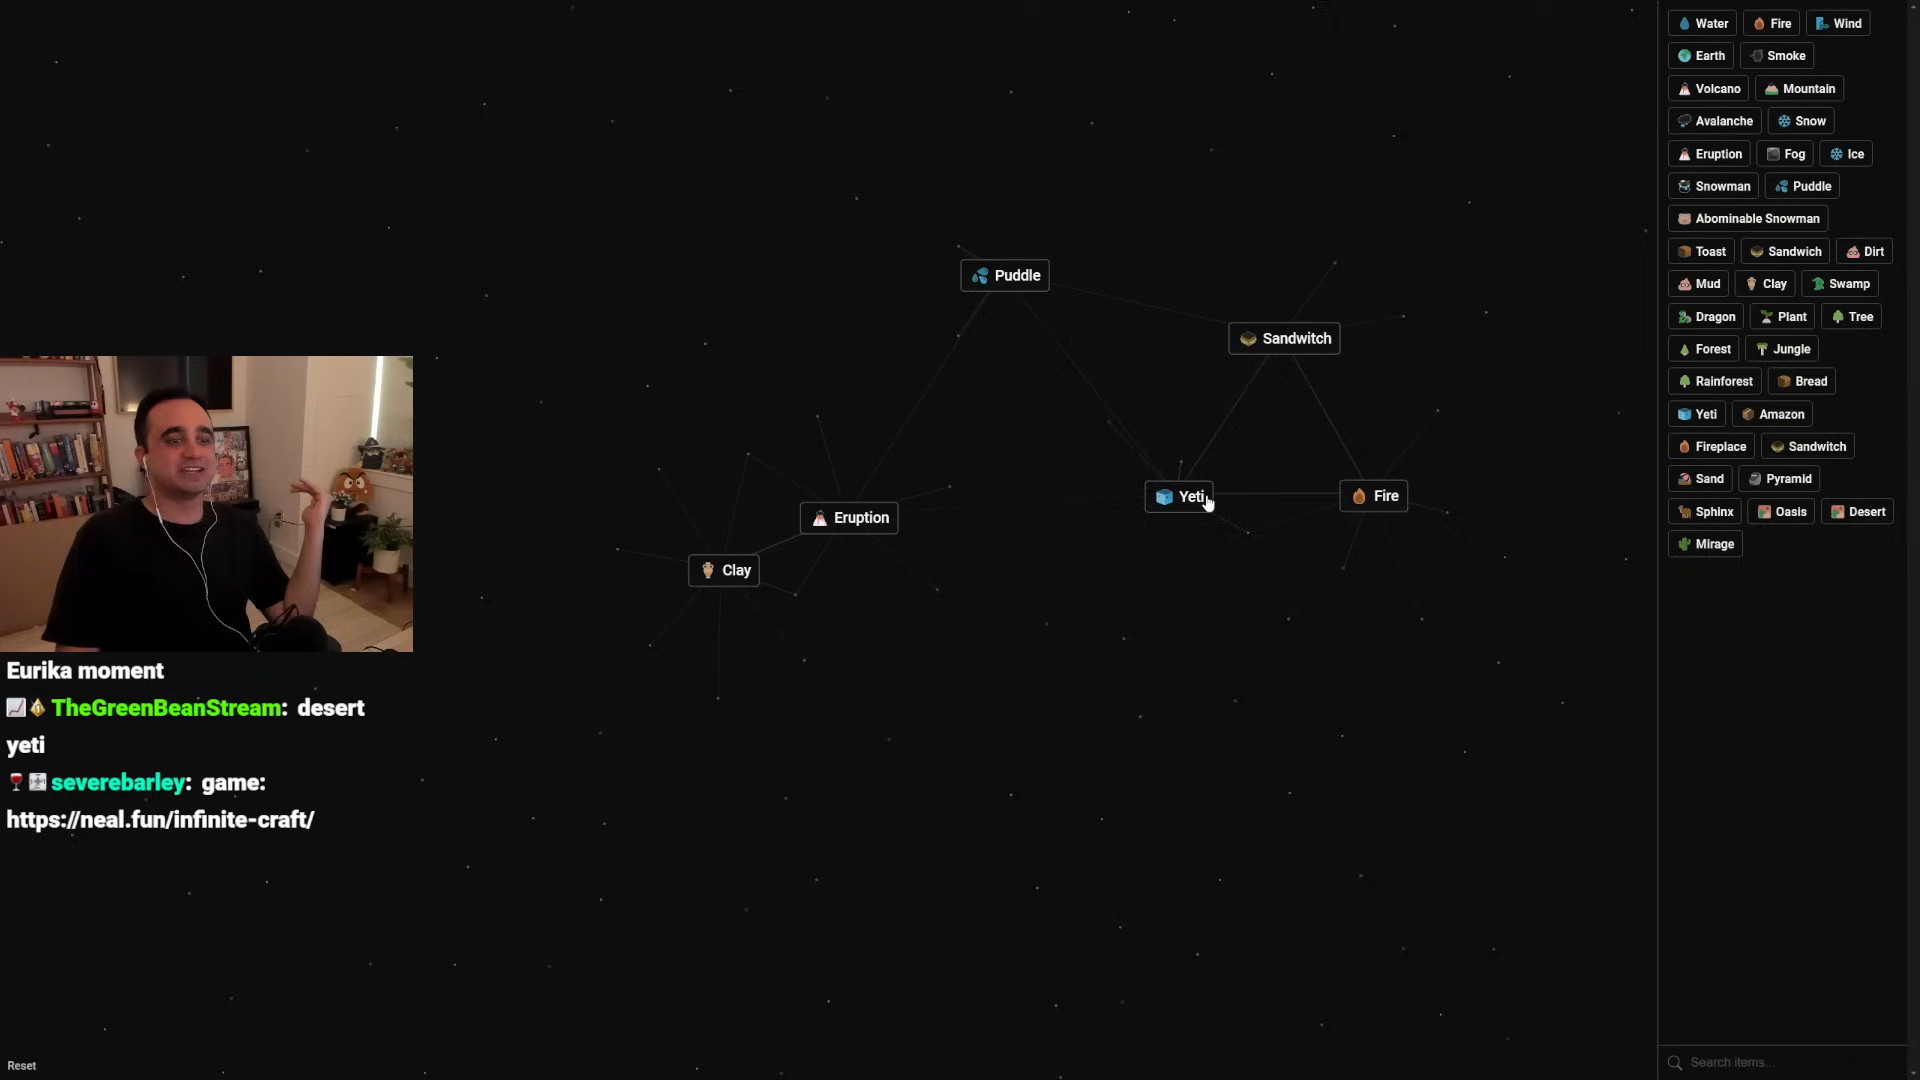 Water Fire Wind
Earth Smoke
Volcano Mountain
Avalanche Snow
Eruption Fog Ice
Snowman Puddle
Abominable Snowman
Toast Sandwich Dirt
Mud Clay Swamp
Dragon Plant Tree
Forest Jungle
Rainforest Bread
Yeti Amazon
Fireplace Sandwitch
Sand Pyramid
Sphinx Oasis Desert
Mirage
Puddle
Sandwitch
Yeti
Fire
Eruption
Clay
Eurika moment
TheGreenBeanStream: desert
yeti
severebarley: game:
https://neal.fun/infinite-craft/
Reset
Search items...